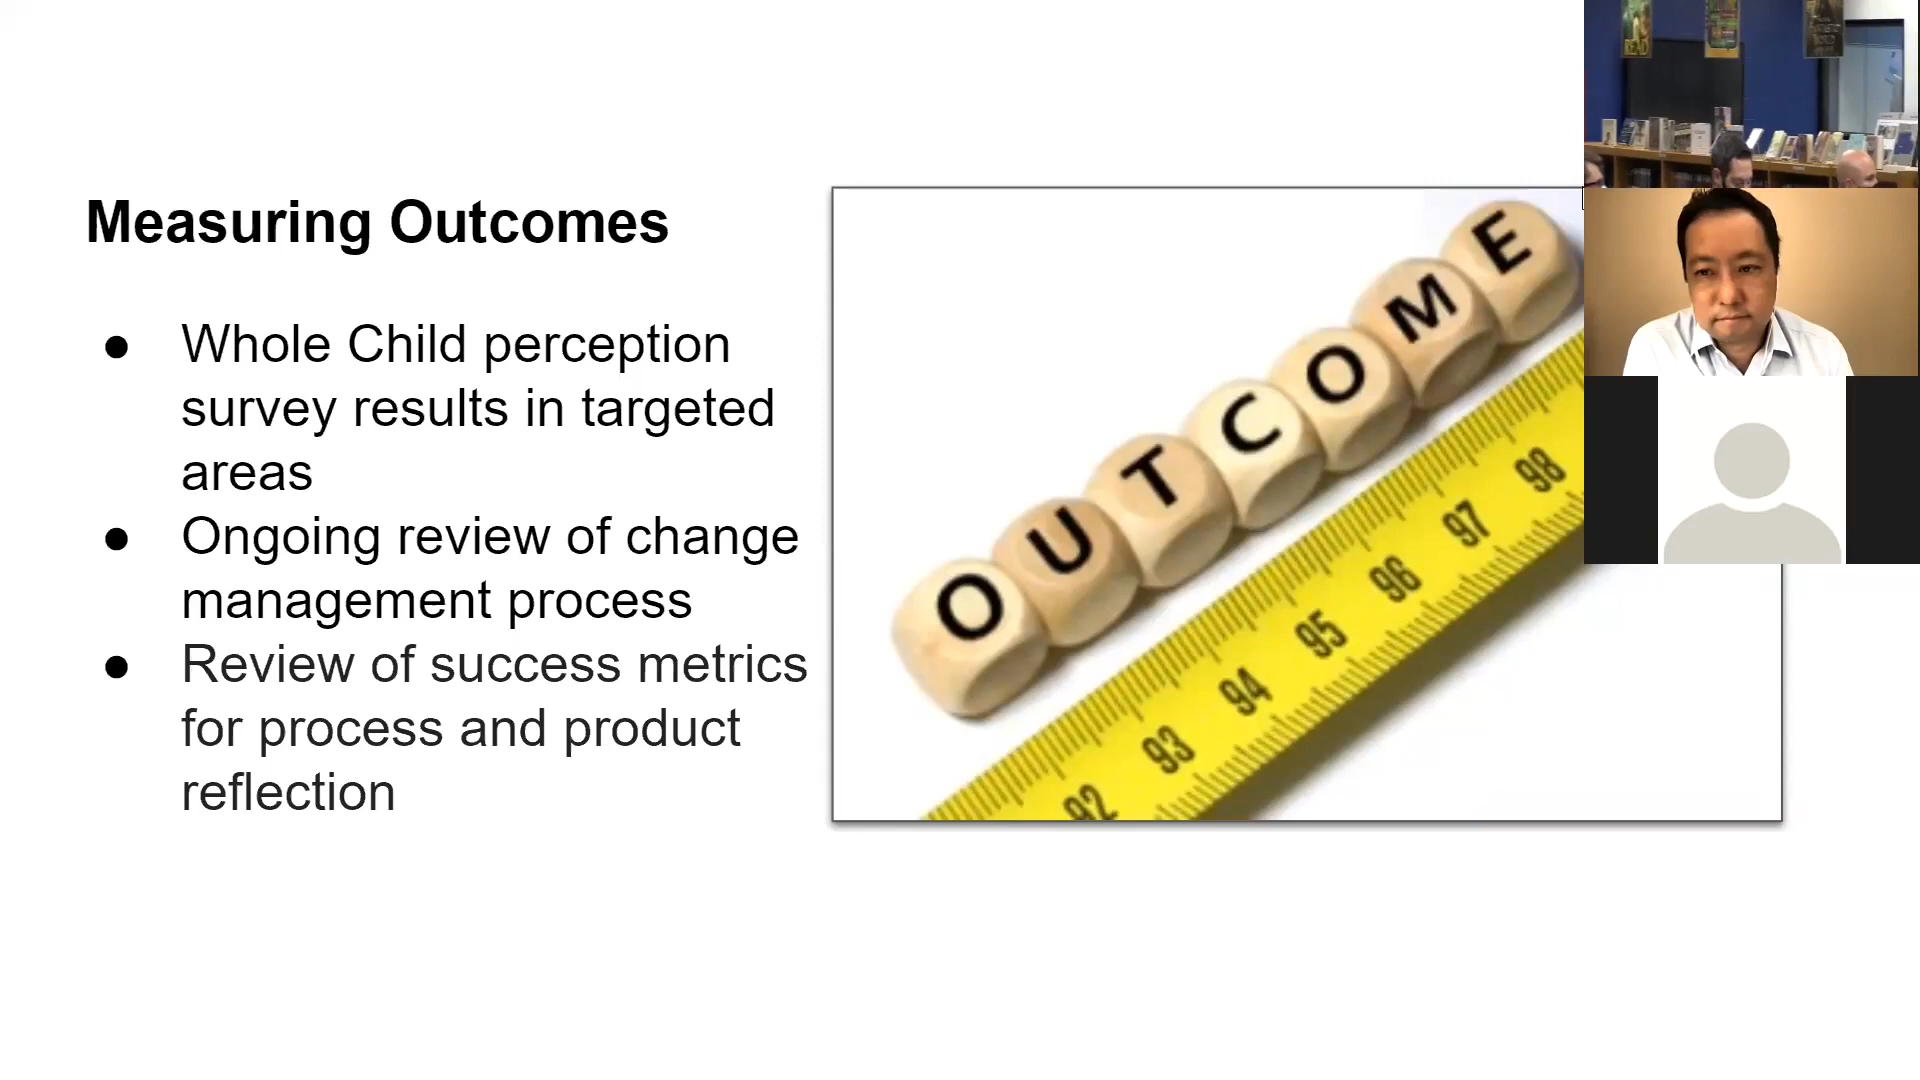 Measuring Outcomes
● Whole Child perception
survey results in targeted
areas
● Ongoing review of change
management process
● Review of success metrics
for process and product
reflection
OUTCOME
92 93 94 95 96 97 98
READ